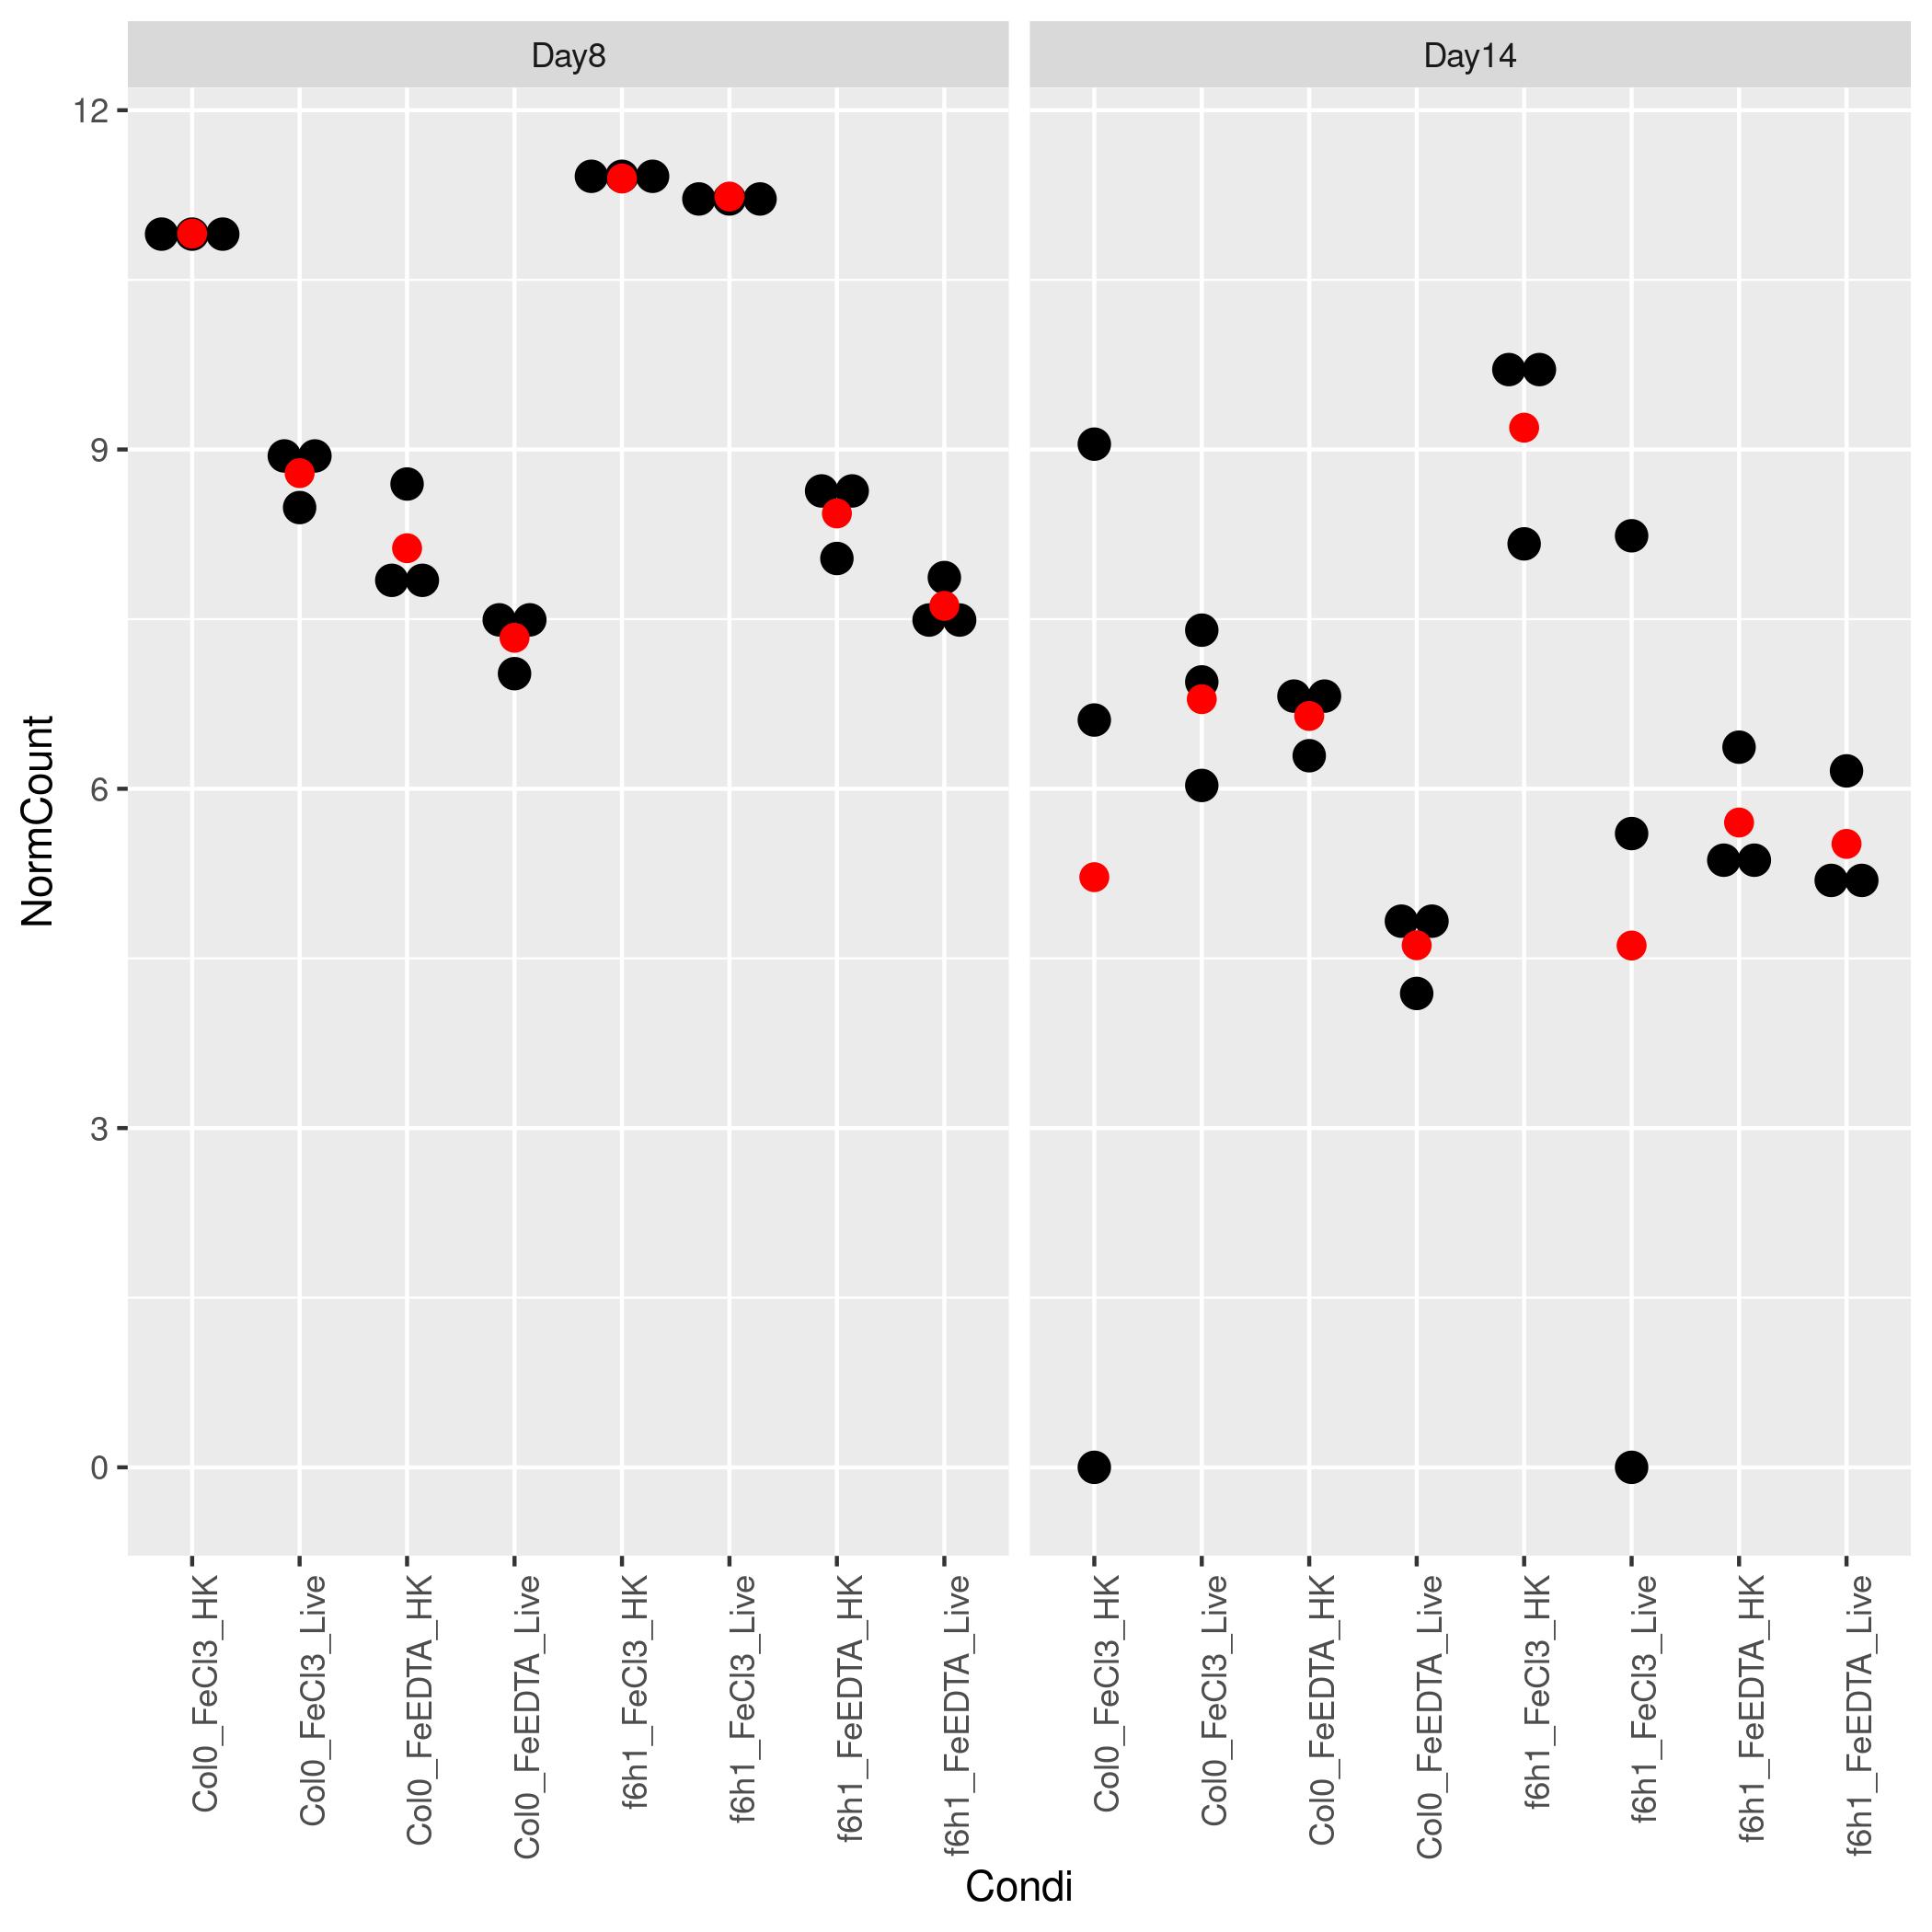 Day8
Day14
12
9
6
3
0
NormCount
Col0_FeCl3_HK
Col0_FeCl3_Live
Col0_FeEDTA_HK
Col0_FeEDTA_Live
f6h1_FeCl3_HK
f6h1_FeCl3_Live
f6h1_FeEDTA_HK
f6h1_FeEDTA_Live
Col0_FeCl3_HK
Col0_FeCl3_Live
Col0_FeEDTA_HK
Col0_FeEDTA_Live
f6h1_FeCl3_HK
f6h1_FeCl3_Live
f6h1_FeEDTA_HK
f6h1_FeEDTA_Live
Condi